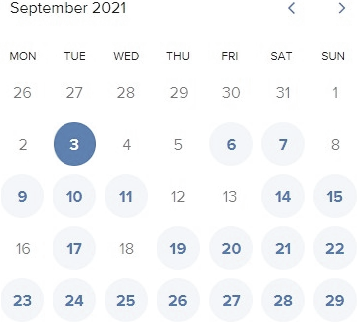 September 2021
MON TUE WED THU FRI SAT SUN
26 27 28 29 30 31 1
2 3 4 5 6 7 8
9 10 11 12 13 14 15
16 17 18 19 20 21 22
23 24 25 26 27 28 29